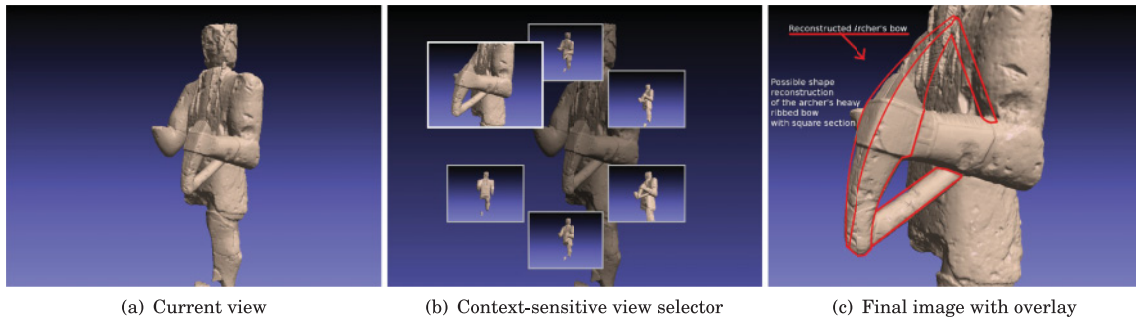 Reconstructed Archer's bow
Possible shape
reconstruction
of the archer's heavy
ribbed bow
with square section
(a) Current view
(b) Context-sensitive view selector
(c) Final image with overlay